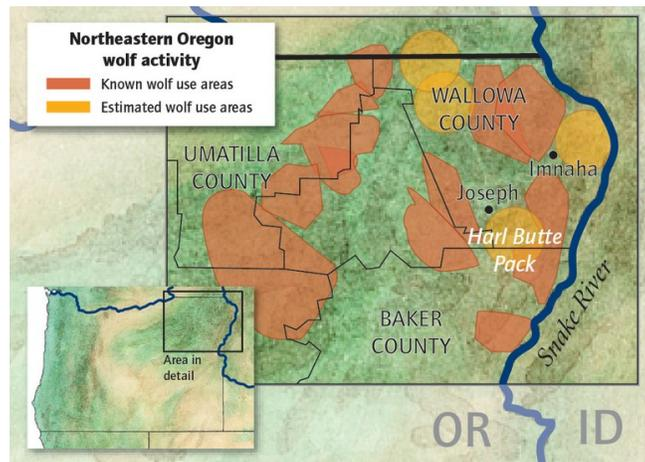 Northeastern Oregon
wolf activity
Known wolf use areas
Estimated wolf use areas
WALLOWA
COUNTY
UMATILLA
COUNTY
Imnaha
Joseph
Harl Butte
Pack
Snake River
BAKER
COUNTY
Area in
detail
OR
ID